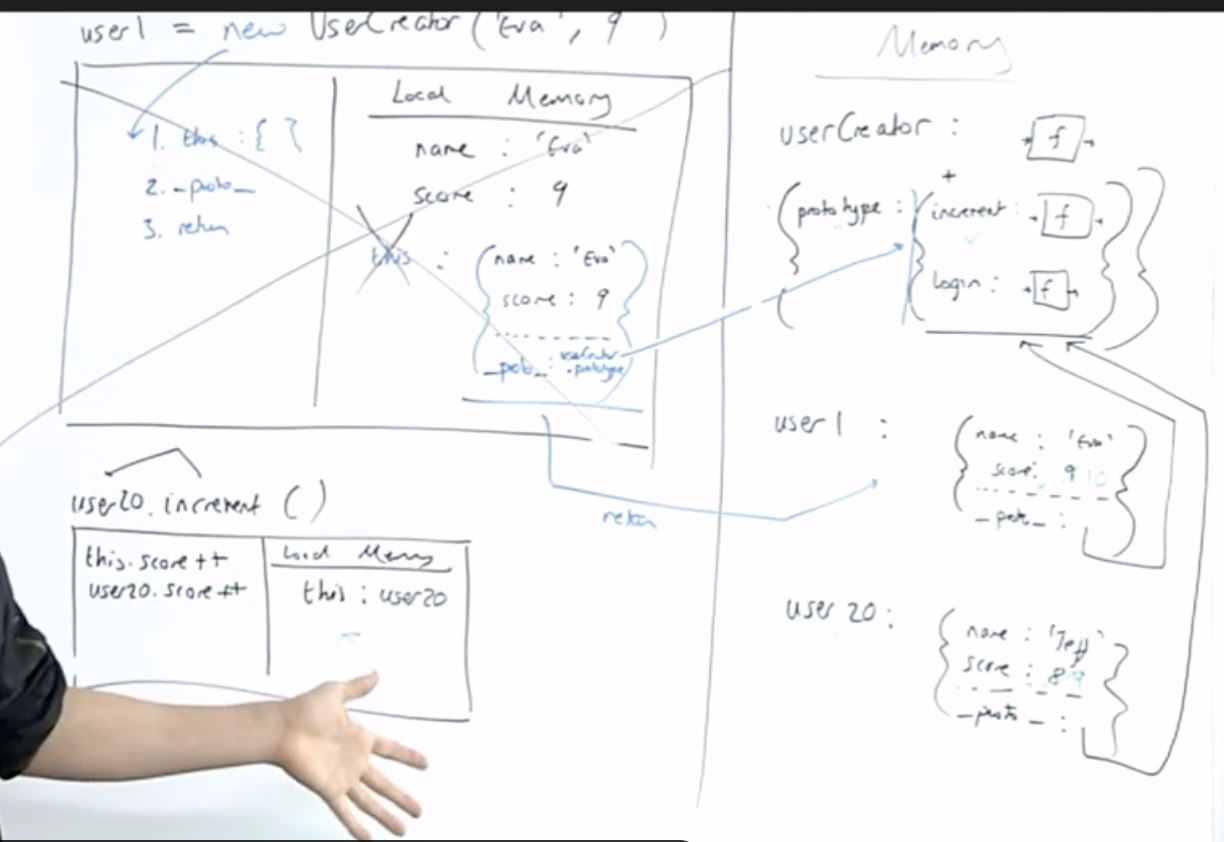 user1 = new UserCreator('Eva', 9)
1. this : { }
2. _proto_
3. return
Local Memory
name : 'Eva'
score : 9
this :
name : 'Eva'
score : 9
_proto_ : userCreator
.prototype
return
user20.increment ()
this.score++
user20.score++
Local Memory
this : user20
Memory
userCreator : f
+
prototype : increment : f
login : f
user1 :
name : 'Eva'
score: 9 10
_proto_ :
user20 :
name : 'Jeff'
score : 8 9
_proto_ :